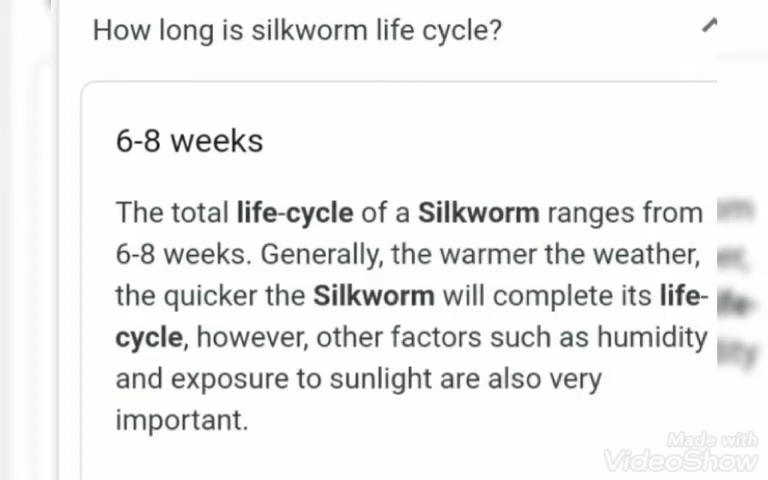 How long is silkworm life cycle?
6-8 weeks
The total life-cycle of a Silkworm ranges from
6-8 weeks. Generally, the warmer the weather,
the quicker the Silkworm will complete its life-
cycle, however, other factors such as humidity
and exposure to sunlight are also very
important.
Made with
VideoShow